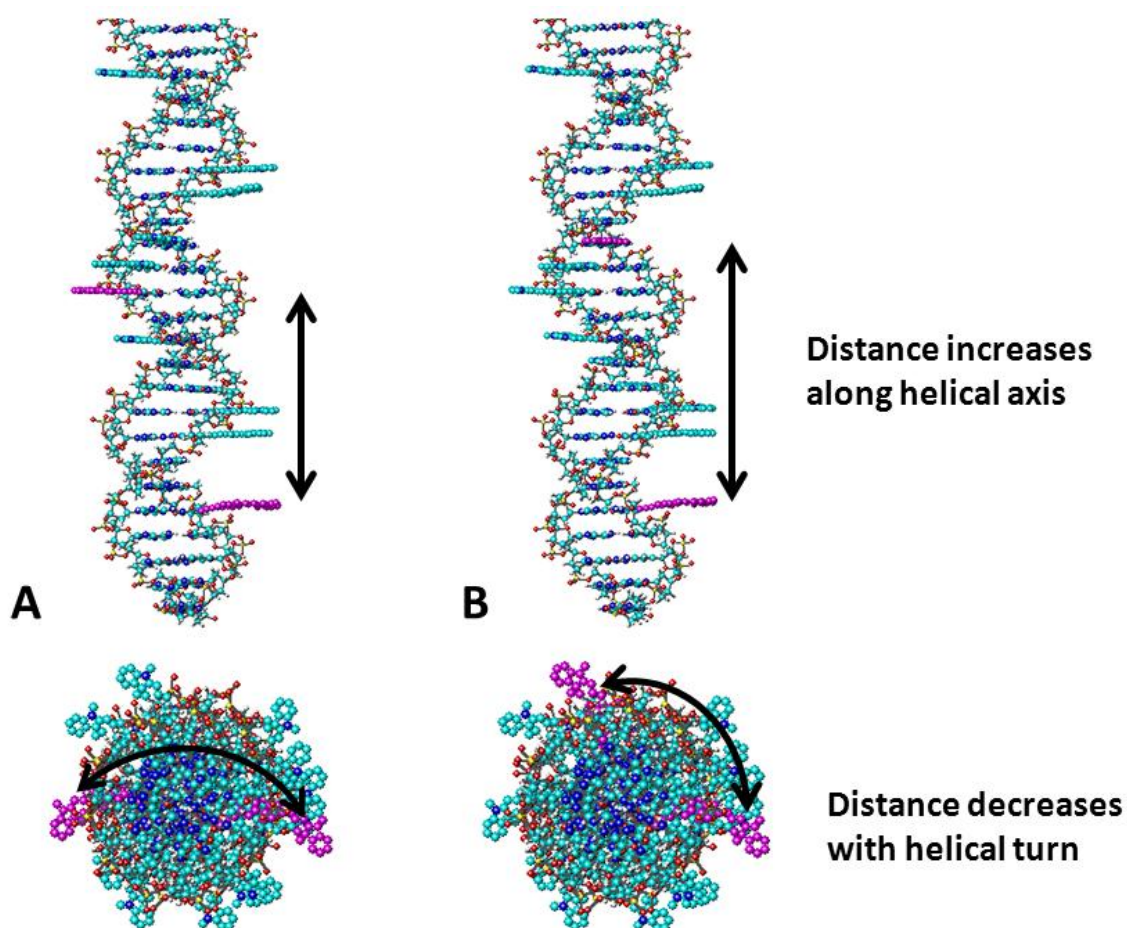 Distance increases
along helical axis
A
B
Distance decreases
with helical turn